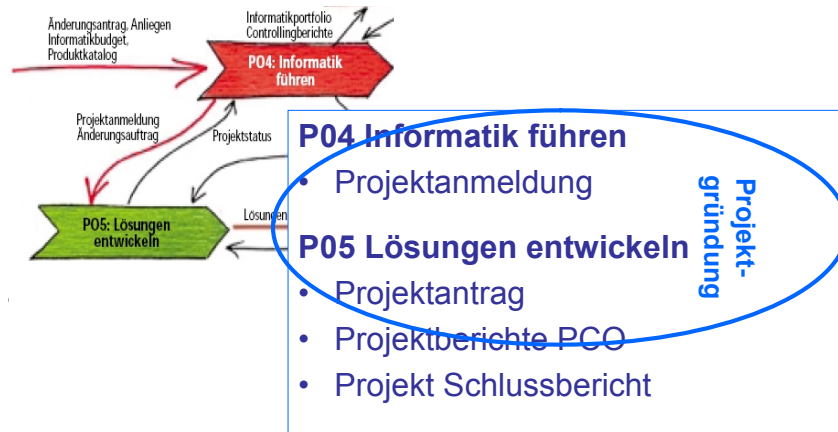 Änderungsantrag, Anliegen
Informatikbudget,
Produktkatalog
Informatikportfolio
Controllingberichte
P04: Informatik
führen
Projektanmeldung
Änderungsauftrag
Projektstatus
P05: Lösungen
entwickeln
Lösungen
P04 Informatik führen
• Projektanmeldung
P05 Lösungen entwickeln
• Projektantrag
• Projektberichte PCO
• Projekt Schlussbericht
Projekt-
gründung